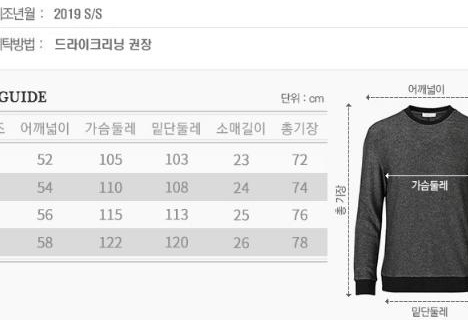 조년월 : 2019 S/S
탁방법 : 드라이크리닝 권장
GUIDE
단위 : cm
어깨넓이 가슴둘레 밑단둘레 소매길이 총기장
52 105 103 23 72
54 110 108 24 74
56 115 113 25 76
58 122 120 26 78
어깨넓이
가슴둘레
총 기장
밑단둘레